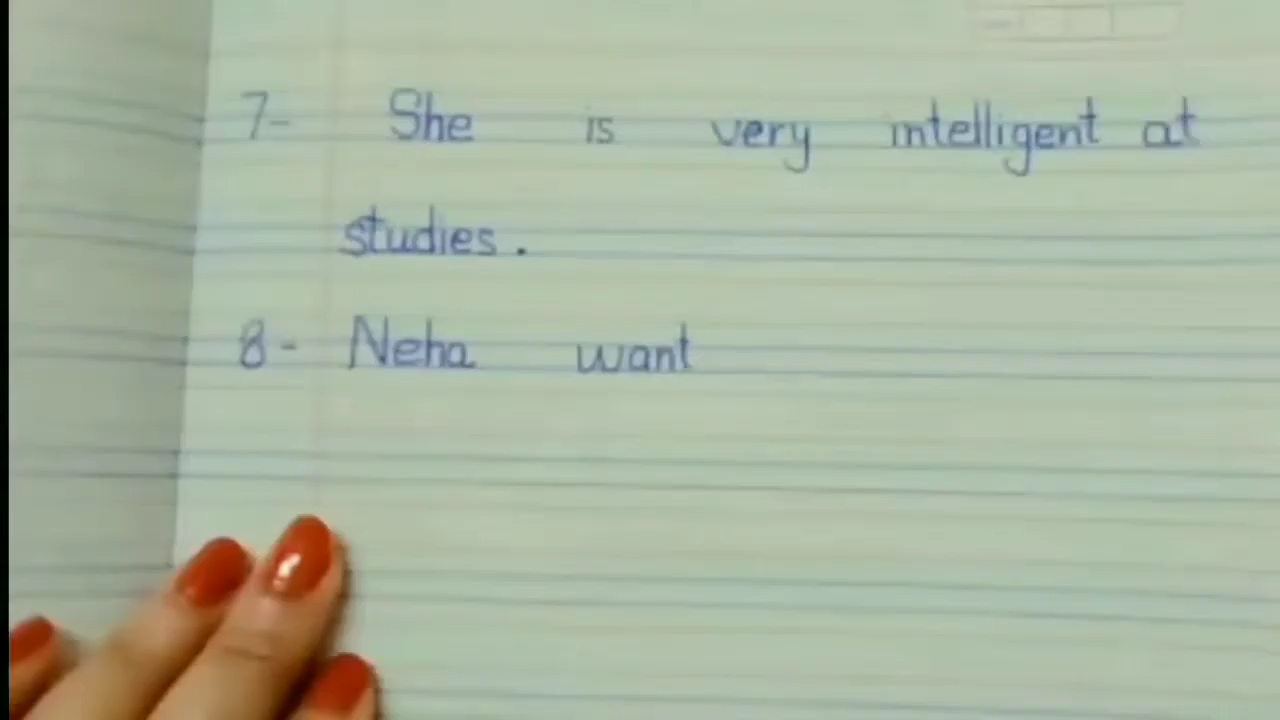 7- She is very intelligent at
studies.
8- Neha want